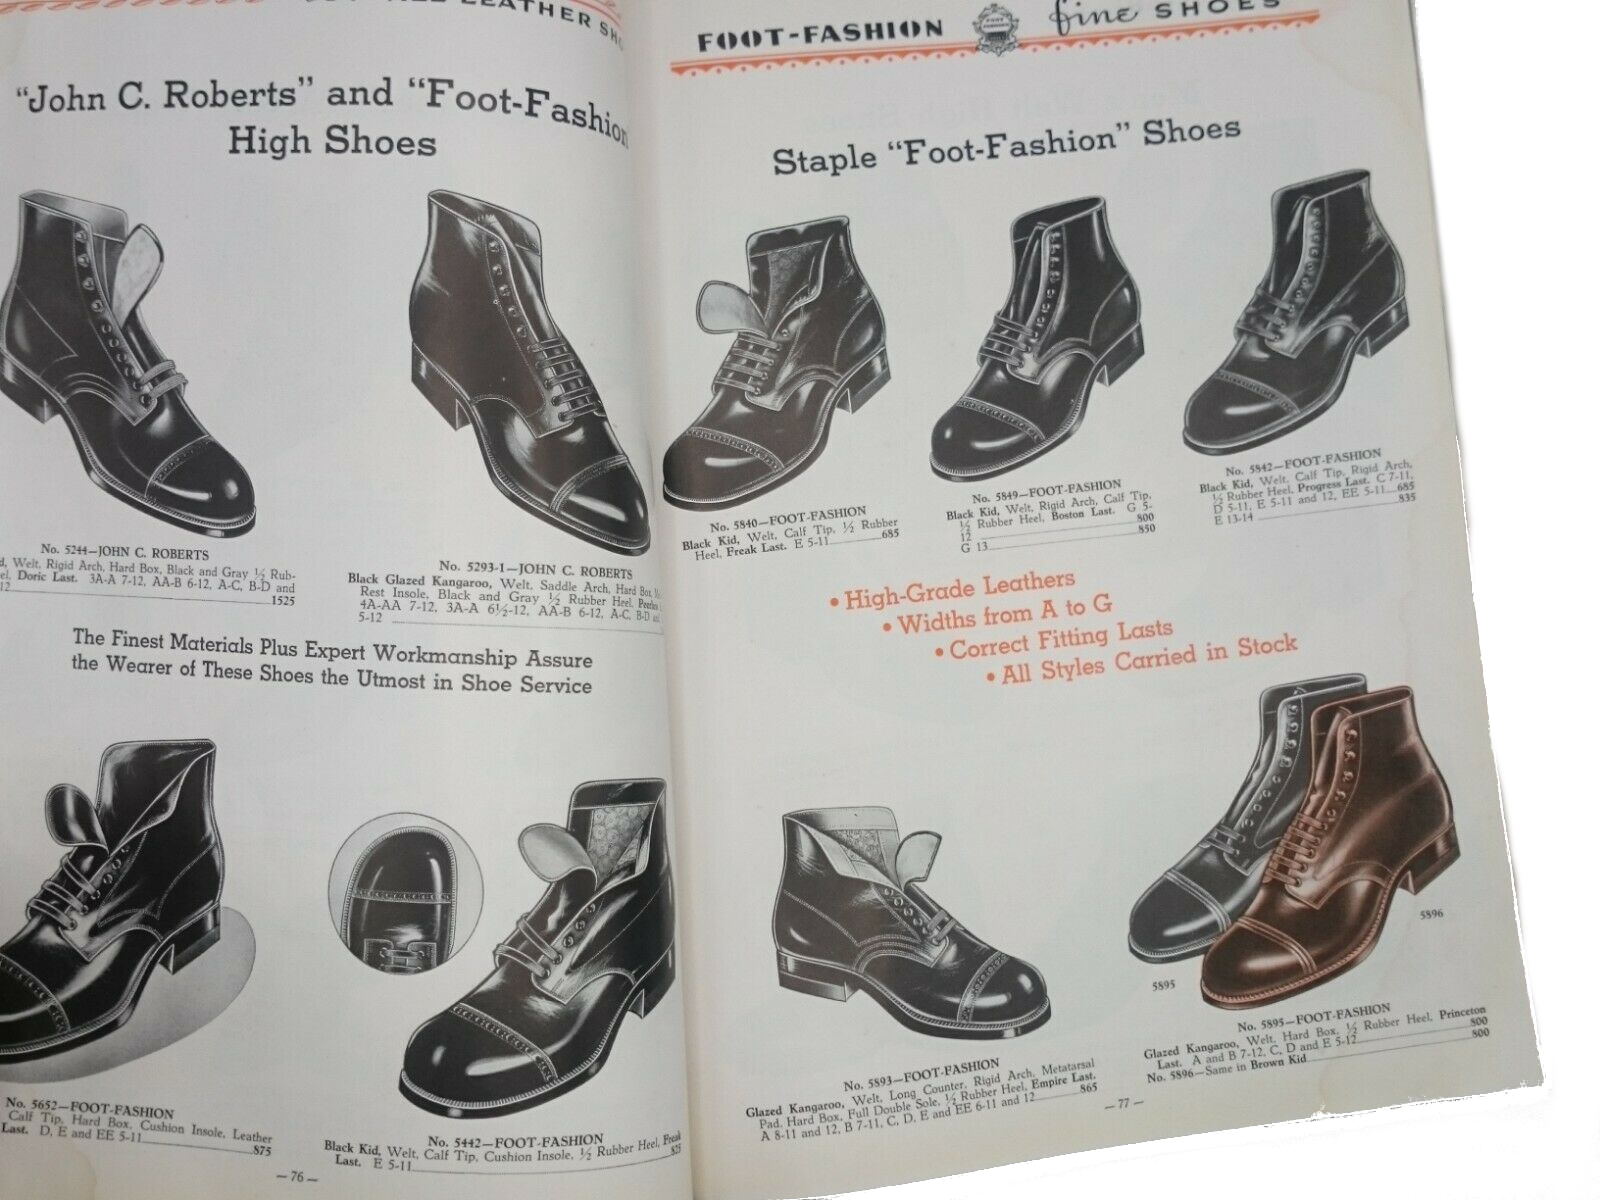 LEATHER SH
"John C. Roberts" and "Foot-Fashion
High Shoes
No. 5244—JOHN C. ROBERTS
Welt, Rigid Arch, Hard Box, Black and Gray ½ Rub-
Doric Last. 3A-A 7-12, AA-B 6-12, A-C, B-D and
12 1525
No. 5293-1—JOHN C. ROBERTS
Black Glazed Kangaroo, Welt, Saddle Arch, Hard Box,
Rest Insole, Black and Gray ½ Rubber Heel, Peerless
4A-AA 7-12, 3A-A 6½-12, AA-B 6-12, A-C, B-D and
5-12
The Finest Materials Plus Expert Workmanship Assure
the Wearer of These Shoes the Utmost in Shoe Service
No. 5652—FOOT-FASHION
Calf Tip, Hard Box, Cushion Insole, Leather
Last. D, E and EE 5-11 875
No. 5442—FOOT-FASHION
Black Kid, Welt, Calf Tip, Cushion Insole, ½ Rubber Heel, Freak
Last. E 5-11 825
—76—
FOOT-FASHION fine SHOES
Staple "Foot-Fashion" Shoes
No. 5840—FOOT-FASHION
Black Kid, Welt, Calf Tip, ½ Rubber
Heel, Freak Last. E 5-11 685
No. 5849—FOOT-FASHION
Black Kid, Welt, Rigid Arch, Calf Tip,
½ Rubber Heel, Boston Last. G 5-
12 800
G 13 850
No. 5842—FOOT-FASHION
Black Kid, Welt, Calf Tip, Rigid Arch,
½ Rubber Heel, Progress Last. C 7-11,
D 5-11, E 5-11 and 12, EE 5-11 685
E 13-14 835
• High-Grade Leathers
• Widths from A to G
• Correct Fitting Lasts
• All Styles Carried in Stock
5896
5895
No. 5893—FOOT-FASHION
Glazed Kangaroo, Welt, Long Counter, Rigid Arch, Metatarsal
Pad, Hard Box, Full Double Sole, ½ Rubber Heel, Empire Last.
A 8-11 and 12, B 7-11, C, D, E and EE 6-11 and 12 865
No. 5895—FOOT-FASHION
Glazed Kangaroo, Welt, Hard Box, ½ Rubber Heel, Princeton
Last. A and B 7-12, C, D and E 5-12 800
No. 5896—Same in Brown Kid 800
—77—